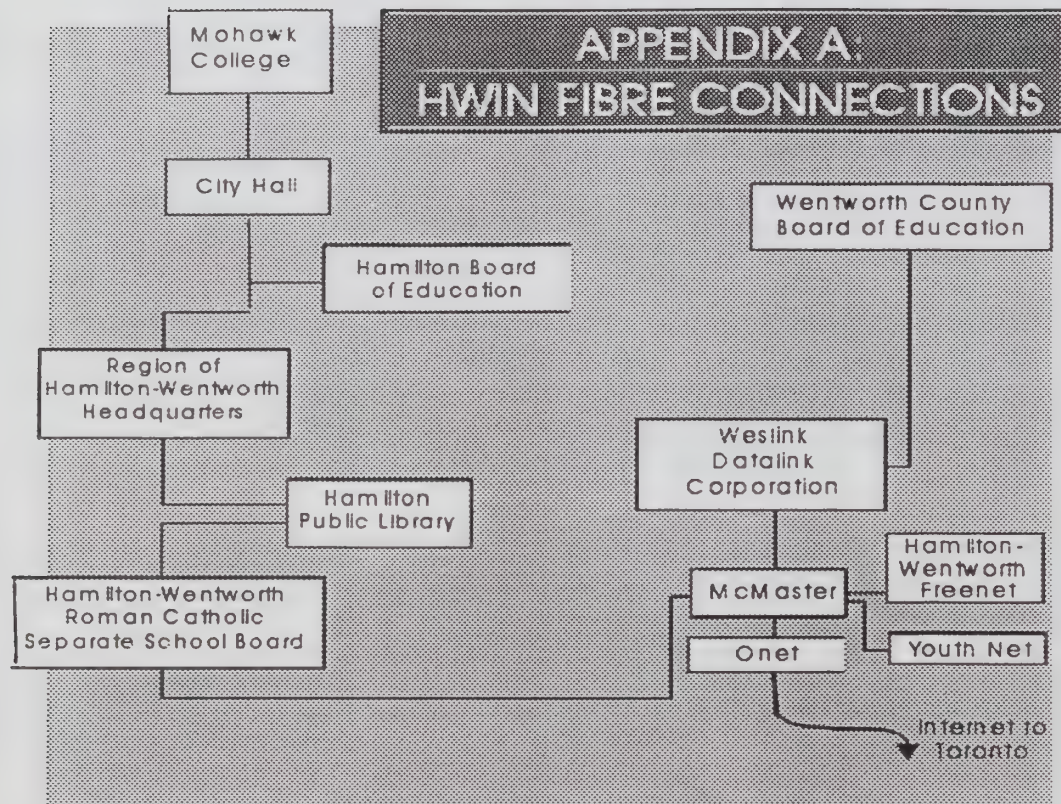 APPENDIX A:
HWIN FIBRE CONNECTIONS
Mohawk
College
City Hall
Wentworth County
Board of Education
Hamilton Board
of Education
Region of
Hamilton-Wentworth
Headquarters
Weslink
Datalink
Corporation
Hamilton
Public Library
Hamilton-
Wentworth
Freenet
Hamilton-Wentworth
Roman Catholic
Separate School Board
McMaster
Onet
Youth Net
Internet to
Toronto